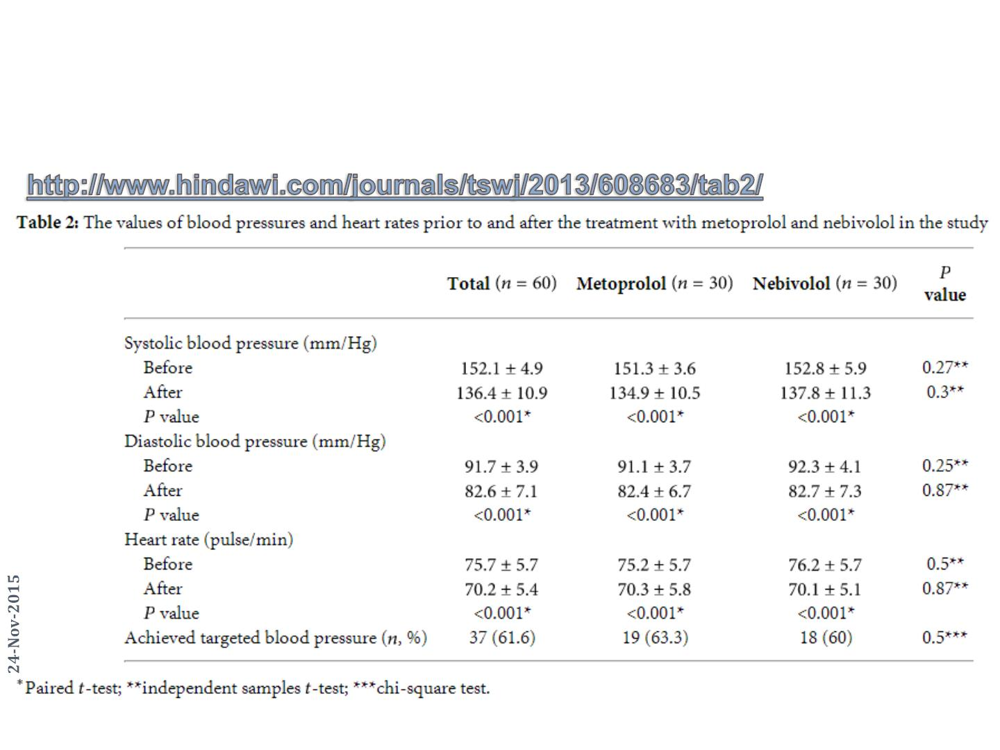 http://www.hindawi.com/journals/tswj/2013/608683/tab2/
Table 2: The values of blood pressures and heart rates prior to and after the treatment with metoprolol and nebivolol in the study
Total (n = 60) Metoprolol (n = 30) Nebivolol (n = 30) P value
Systolic blood pressure (mm/Hg)
Before 152.1 ± 4.9 151.3 ± 3.6 152.8 ± 5.9 0.27**
After 136.4 ± 10.9 134.9 ± 10.5 137.8 ± 11.3 0.3**
P value <0.001* <0.001* <0.001*
Diastolic blood pressure (mm/Hg)
Before 91.7 ± 3.9 91.1 ± 3.7 92.3 ± 4.1 0.25**
After 82.6 ± 7.1 82.4 ± 6.7 82.7 ± 7.3 0.87**
P value <0.001* <0.001* <0.001*
Heart rate (pulse/min)
Before 75.7 ± 5.7 75.2 ± 5.7 76.2 ± 5.7 0.5**
After 70.2 ± 5.4 70.3 ± 5.8 70.1 ± 5.1 0.87**
P value <0.001* <0.001* <0.001*
Achieved targeted blood pressure (n, %) 37 (61.6) 19 (63.3) 18 (60) 0.5***
*Paired t-test; **independent samples t-test; ***chi-square test.
24-Nov-2015